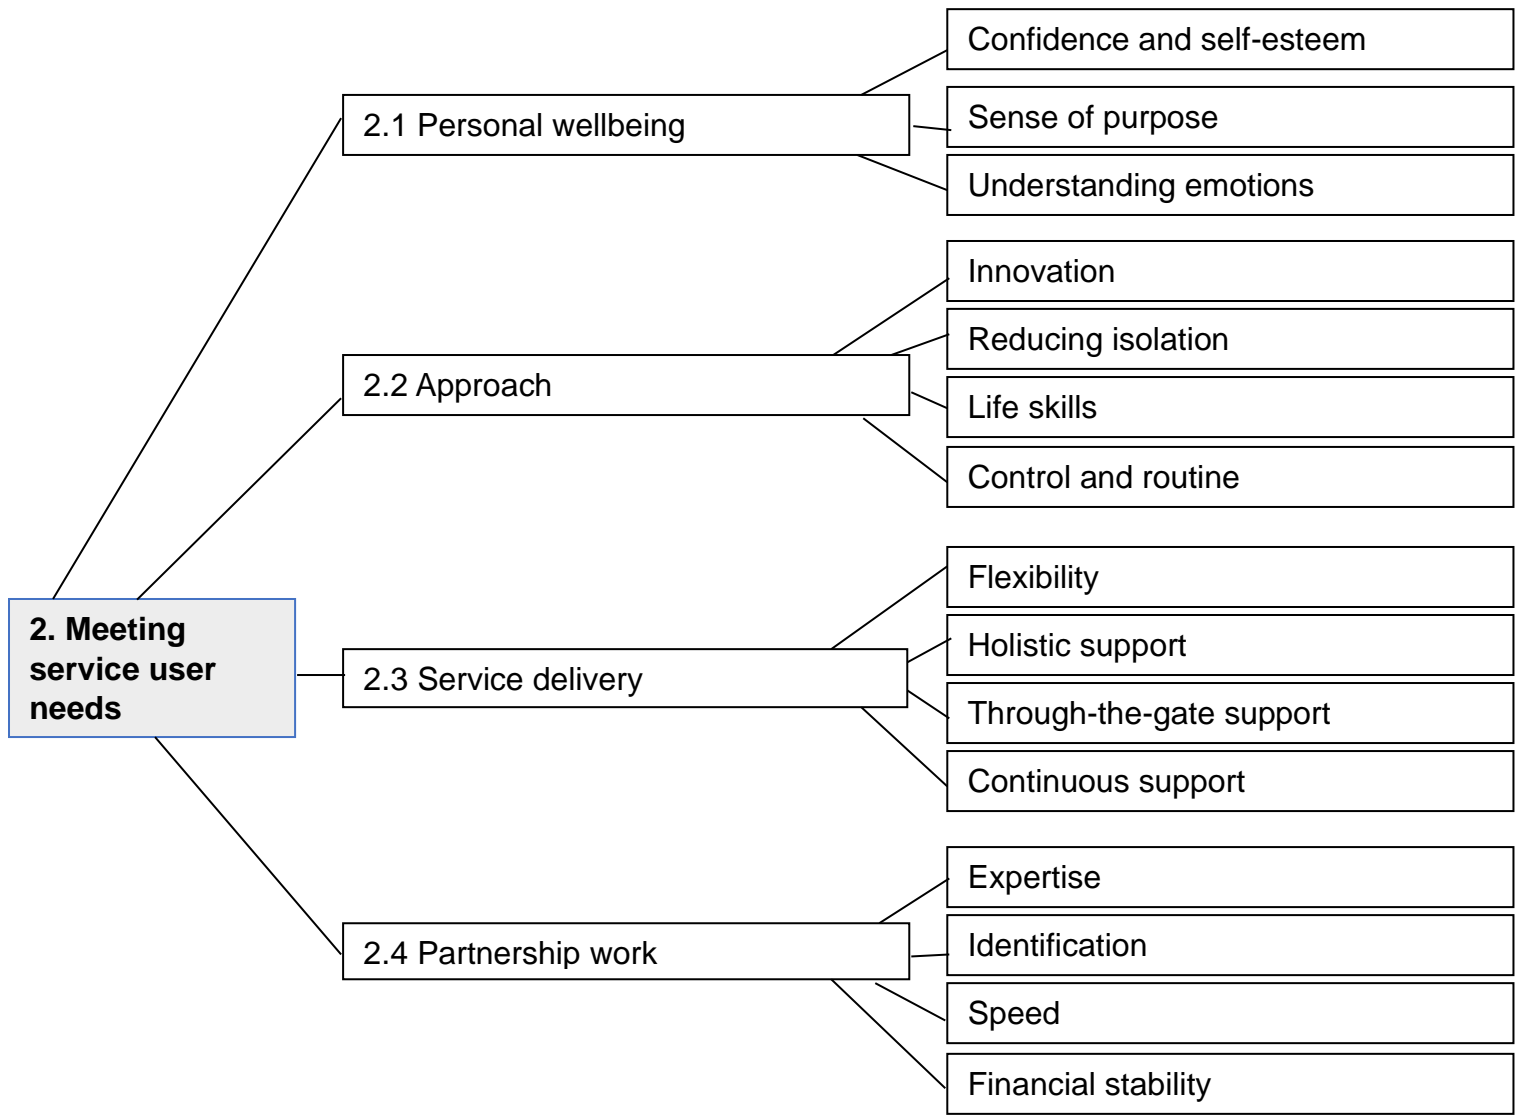 Confidence and self-esteem
2.1 Personal wellbeing
Sense of purpose
Understanding emotions
Innovation
Reducing isolation
2.2 Approach
Life skills
Control and routine
Flexibility
2. Meeting
service user
needs
Holistic support
2.3 Service delivery
Through-the-gate support
Continuous support
Expertise
2.4 Partnership work
Identification
Speed
Financial stability